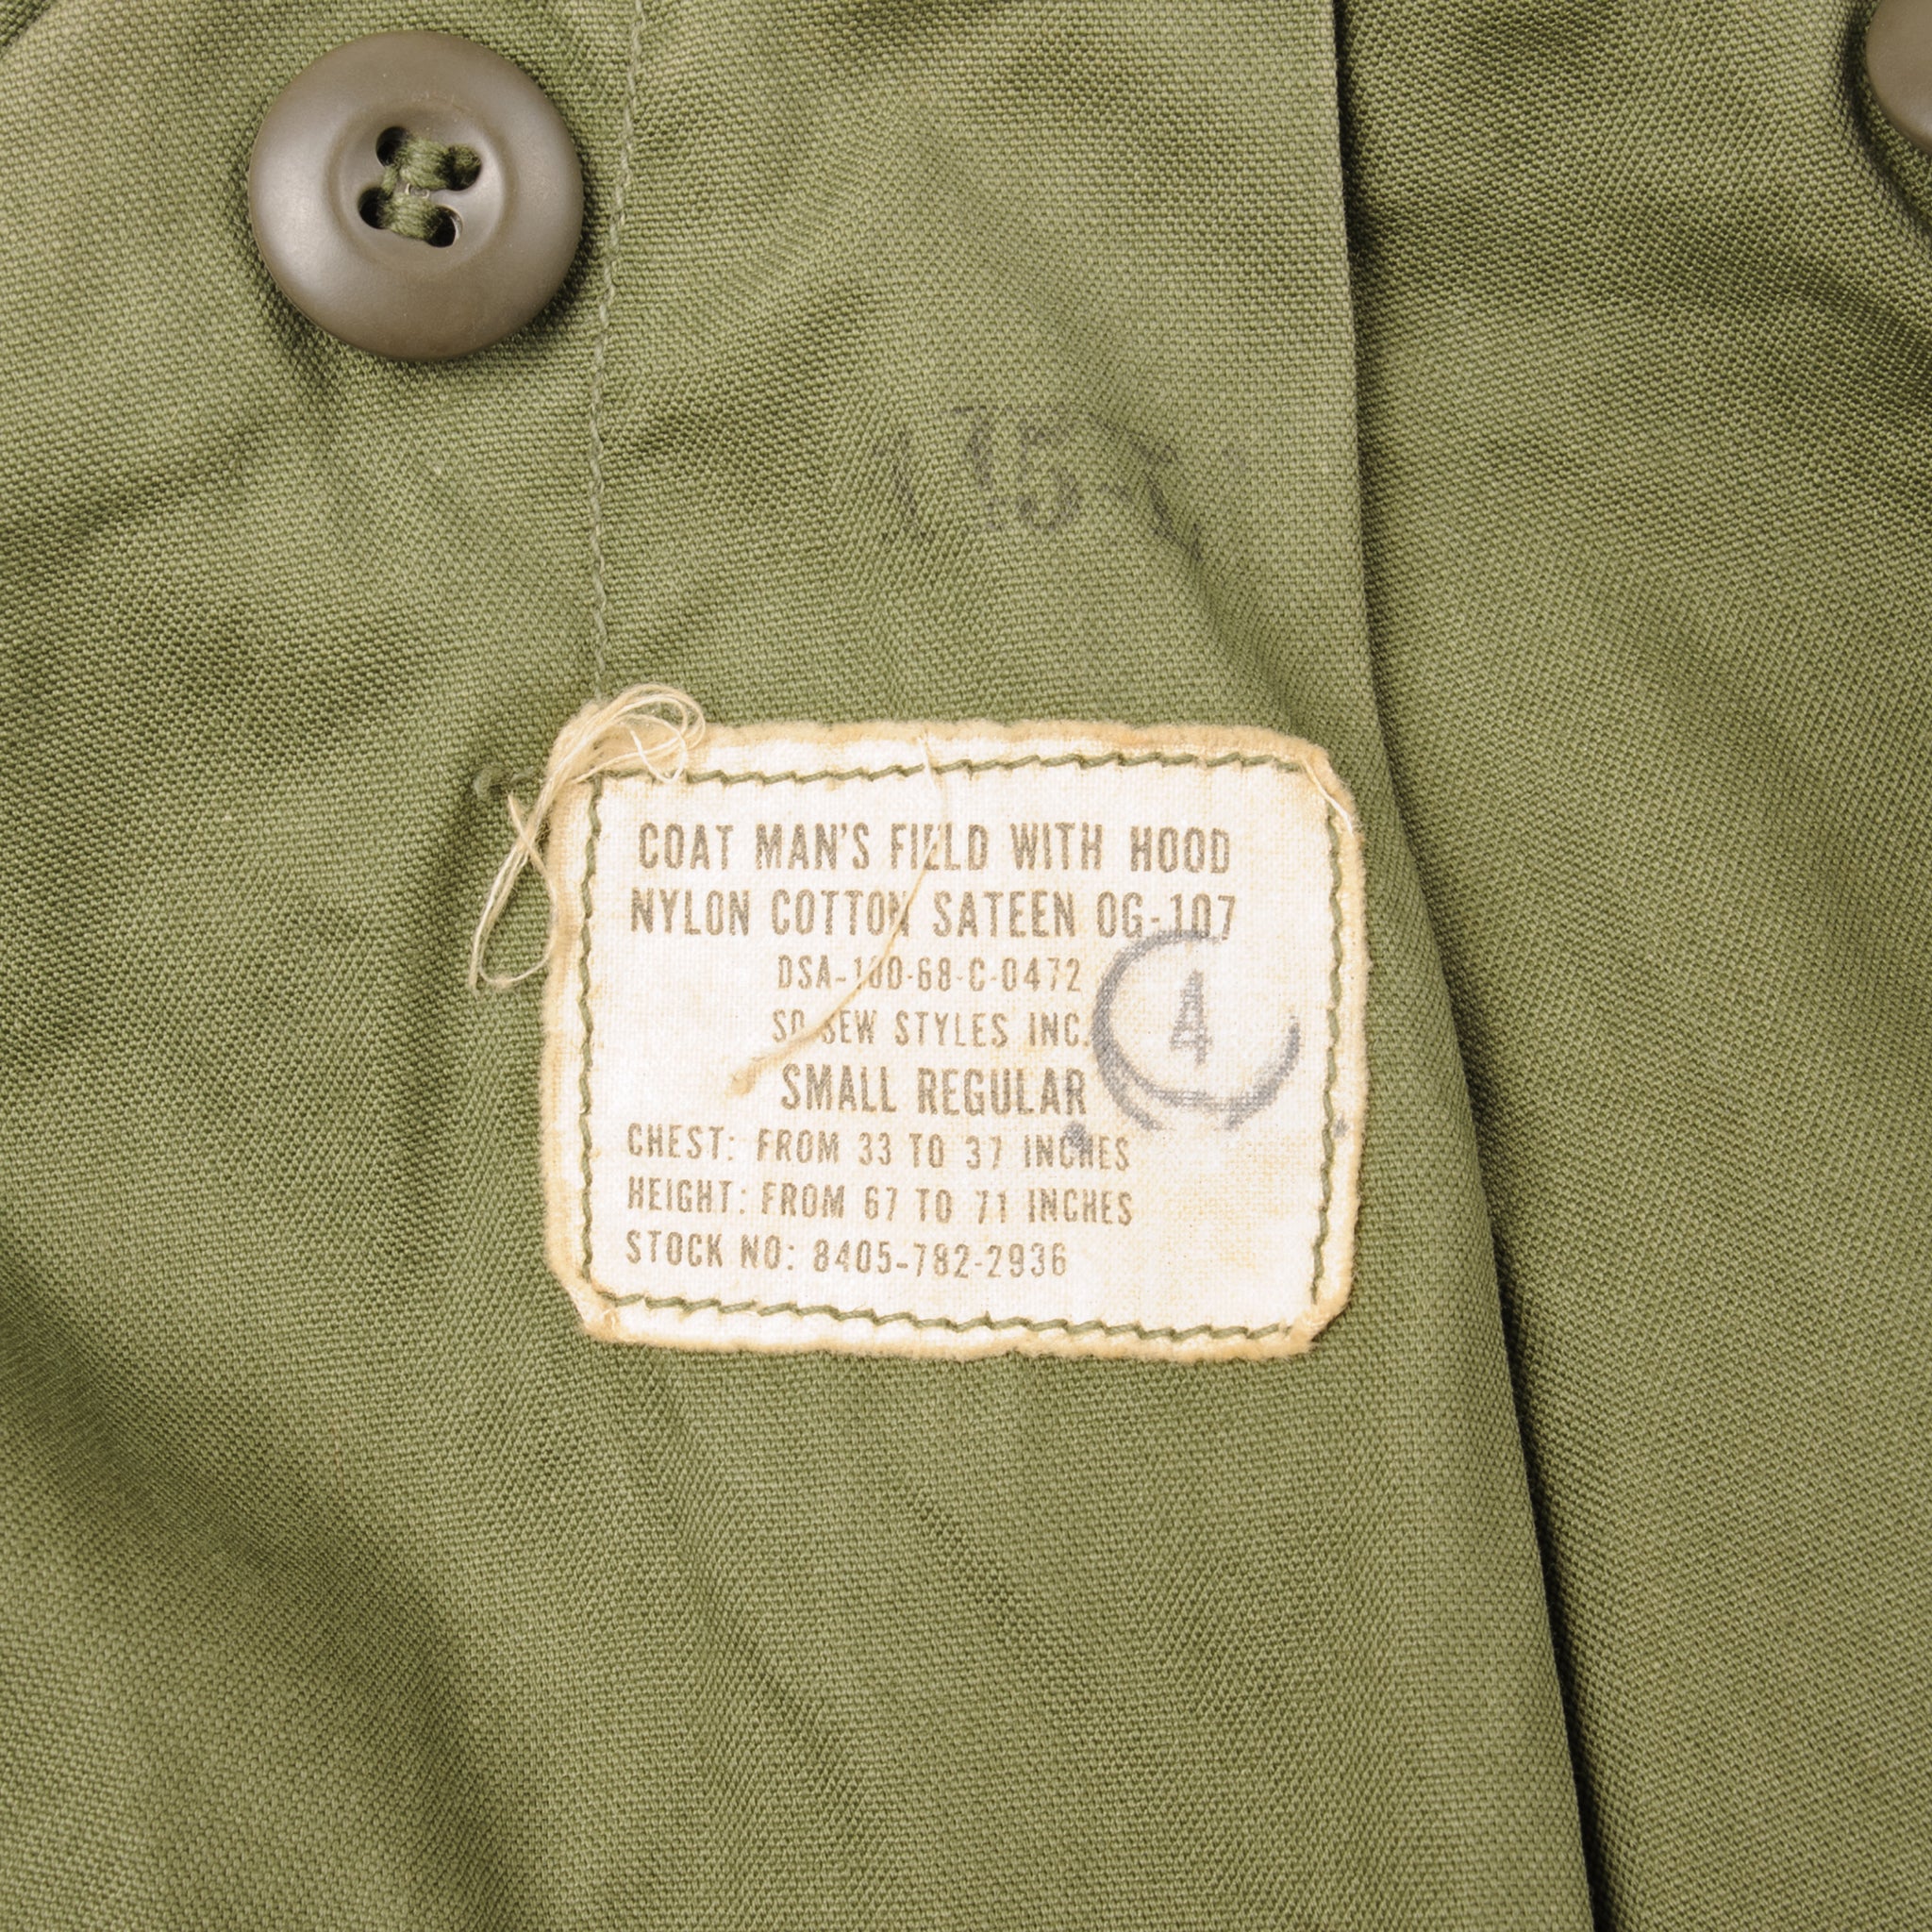 COAT MAN'S FIELD WITH HOOD
NYLON COTTON SATEEN OG-107
DSA-100-68-C-0472
SO SEW STYLES INC.
4
SMALL REGULAR
CHEST: FROM 33 TO 37 INCHES
HEIGHT: FROM 67 TO 71 INCHES
STOCK NO: 8405-782-2936